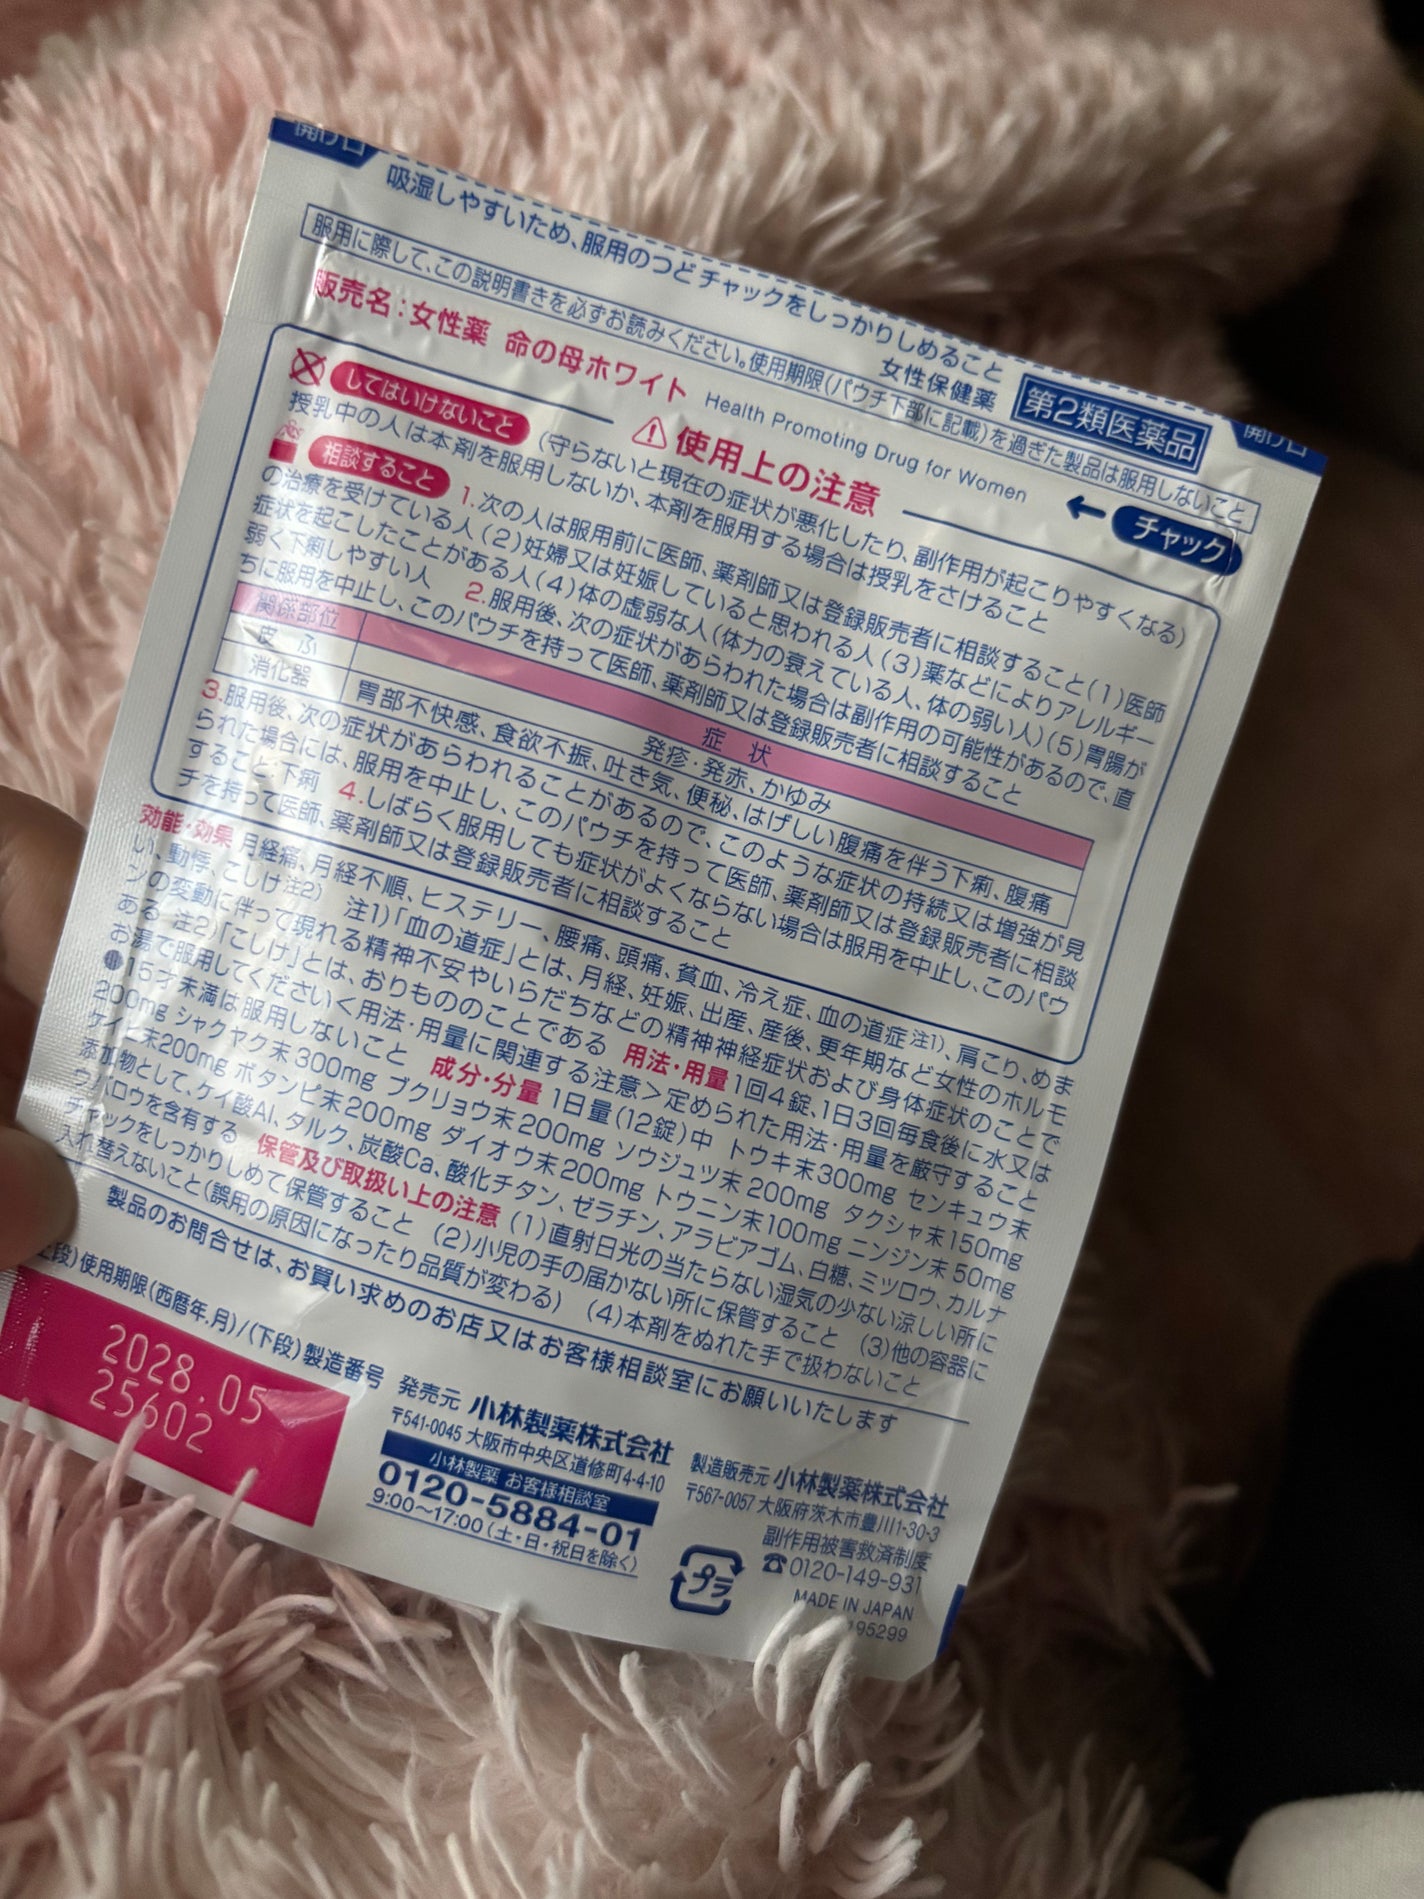 開け口
開け口
吸湿しやすいため、服用のつどチャックをしっかりしめること
女性保健薬
第2類医薬品
服用に際して、この説明書きを必ずお読みください。使用期限(パウチ下部に記載)を過ぎた製品は服用しないこと
販売名:女性薬 命の母ホワイト Health Promoting Drug for Women
← チャック
⚠使用上の注意
してはいけないこと (守らないと現在の症状が悪化したり、副作用が起こりやすくなる)
授乳中の人は本剤を服用しないか、本剤を服用する場合は授乳をさけること
相談すること 1.次の人は服用前に医師、薬剤師又は登録販売者に相談すること(1)医師
の治療を受けている人(2)妊婦又は妊娠していると思われる人(3)薬などによりアレルギー
症状を起こしたことがある人(4)体の虚弱な人(体力の衰えている人、体の弱い人)(5)胃腸が
弱く下痢しやすい人 2.服用後、次の症状があらわれた場合は副作用の可能性があるので、直
ちに服用を中止し、このパウチを持って医師、薬剤師又は登録販売者に相談すること
関係部位 症 状
皮 ふ 発疹・発赤、かゆみ
消化器 胃部不快感、食欲不振、吐き気、便秘、はげしい腹痛を伴う下痢、腹痛
3.服用後、次の症状があらわれることがあるので、このような症状の持続又は増強が見
られた場合には、服用を中止し、このパウチを持って医師、薬剤師又は登録販売者に相談
すること:下痢 4.しばらく服用しても症状がよくならない場合は服用を中止し、このパウ
チを持って医師、薬剤師又は登録販売者に相談すること
効能・効果 月経痛、月経不順、ヒステリー、腰痛、頭痛、貧血、冷え症、血の道症注1)、肩こり、めま
い、動悸、こしけ注2) 注1)「血の道症」とは、月経、妊娠、出産、産後、更年期など女性のホルモ
ンの変動に伴って現れる精神不安やいらだちなどの精神神経症状および身体症状のことで
ある 注2)「こしけ」とは、おりもののことである 用法・用量 1回4錠、1日3回毎食後に水又は
お湯で服用してください<用法・用量に関連する注意>定められた用法・用量を厳守すること
●15才未満は服用しないこと 成分・分量 1日量(12錠)中 トウキ末300mg センキュウ末
200mg シャクヤク末300mg ブクリョウ末200mg ソウジュツ末200mg タクシャ末150mg
ケイヒ末200mg ボタンピ末200mg ダイオウ末200mg トウニン末100mg ニンジン末50mg
添加物として、ケイ酸Al、タルク、炭酸Ca、酸化チタン、ゼラチン、アラビアゴム、白糖、ミツロウ、カルナ
ウバロウを含有する 保管及び取扱い上の注意 (1)直射日光の当たらない湿気の少ない涼しい所に
チャックをしっかりしめて保管すること (2)小児の手の届かない所に保管すること (3)他の容器に
入れ替えないこと(誤用の原因になったり品質が変わる) (4)本剤をぬれた手で扱わないこと
製品のお問合せは、お買い求めのお店又はお客様相談室にお願いいたします
上段)使用期限(西暦年.月)/(下段)製造番号
2028.05
25602
発売元 小林製薬株式会社
〒541-0045 大阪市中央区道修町4-4-10
小林製薬 お客様相談室
0120-5884-01
9:00〜17:00(土・日・祝日を除く)
プラ
製造販売元 小林製薬株式会社
〒567-0057 大阪府茨木市豊川1-30-3
副作用被害救済制度
☎0120-149-931
MADE IN JAPAN
95299